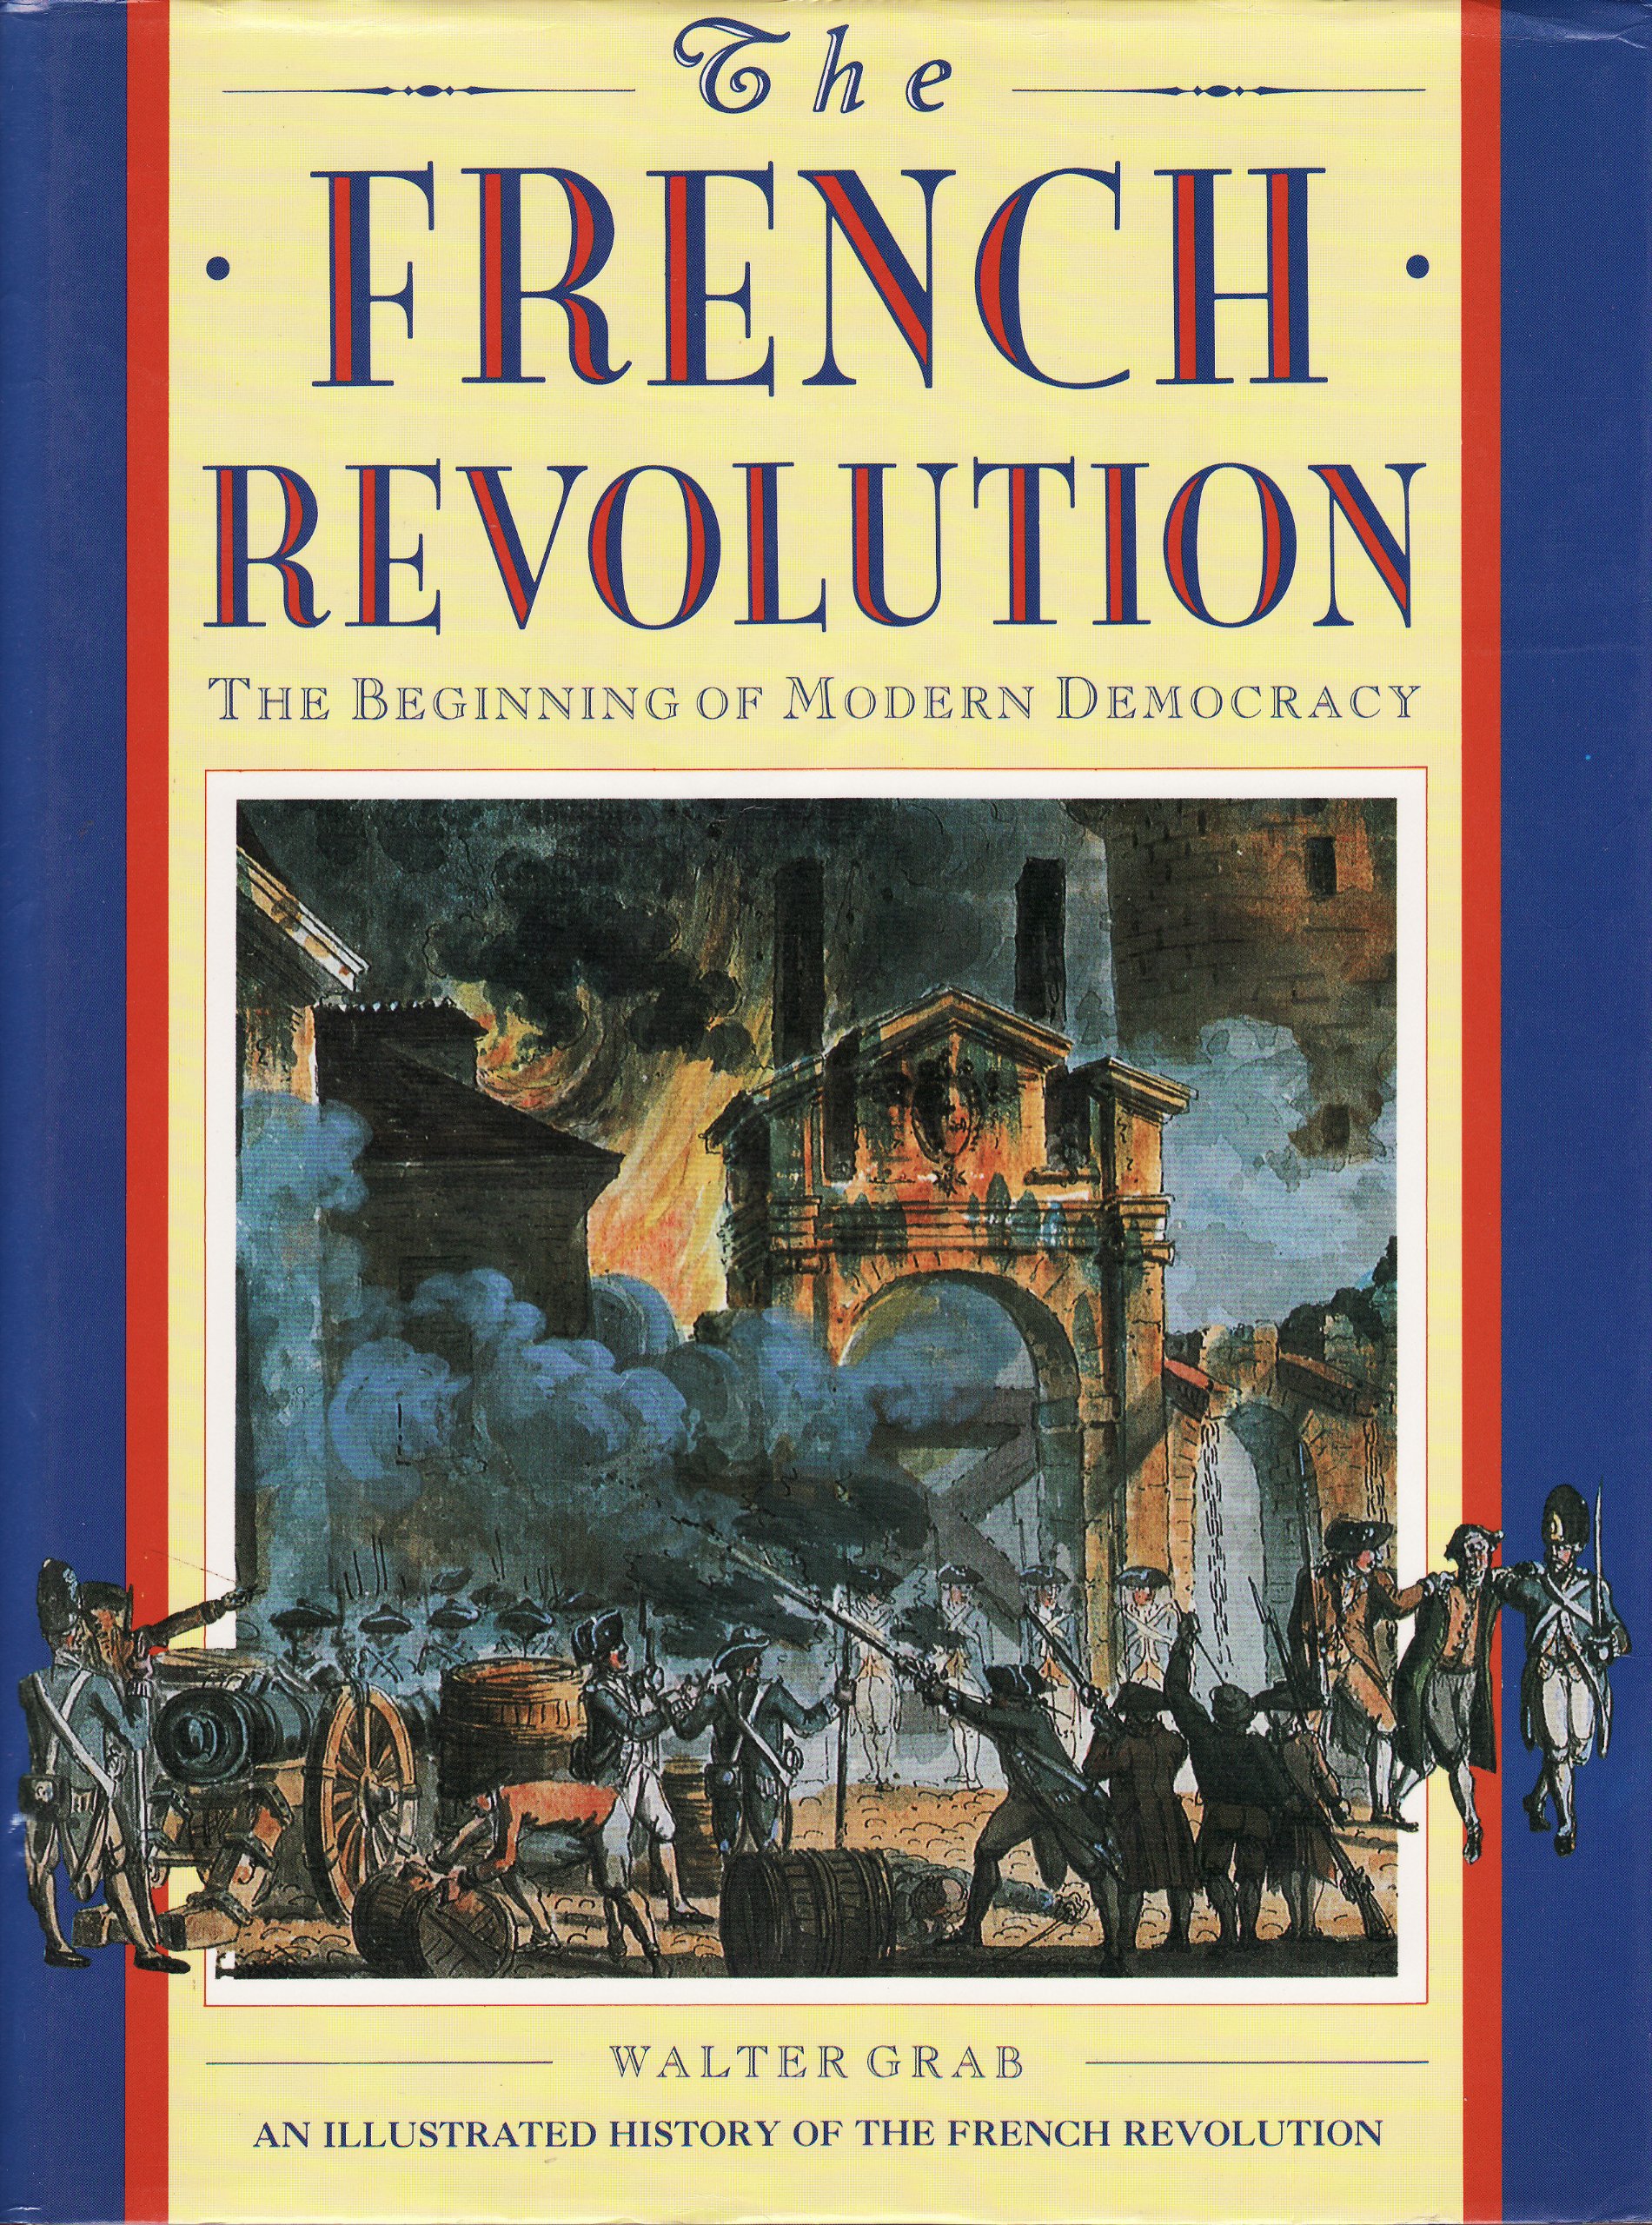 The
• FRENCH •
REVOLUTION
THE BEGINNING OF MODERN DEMOCRACY
WALTER GRAB
AN ILLUSTRATED HISTORY OF THE FRENCH REVOLUTION